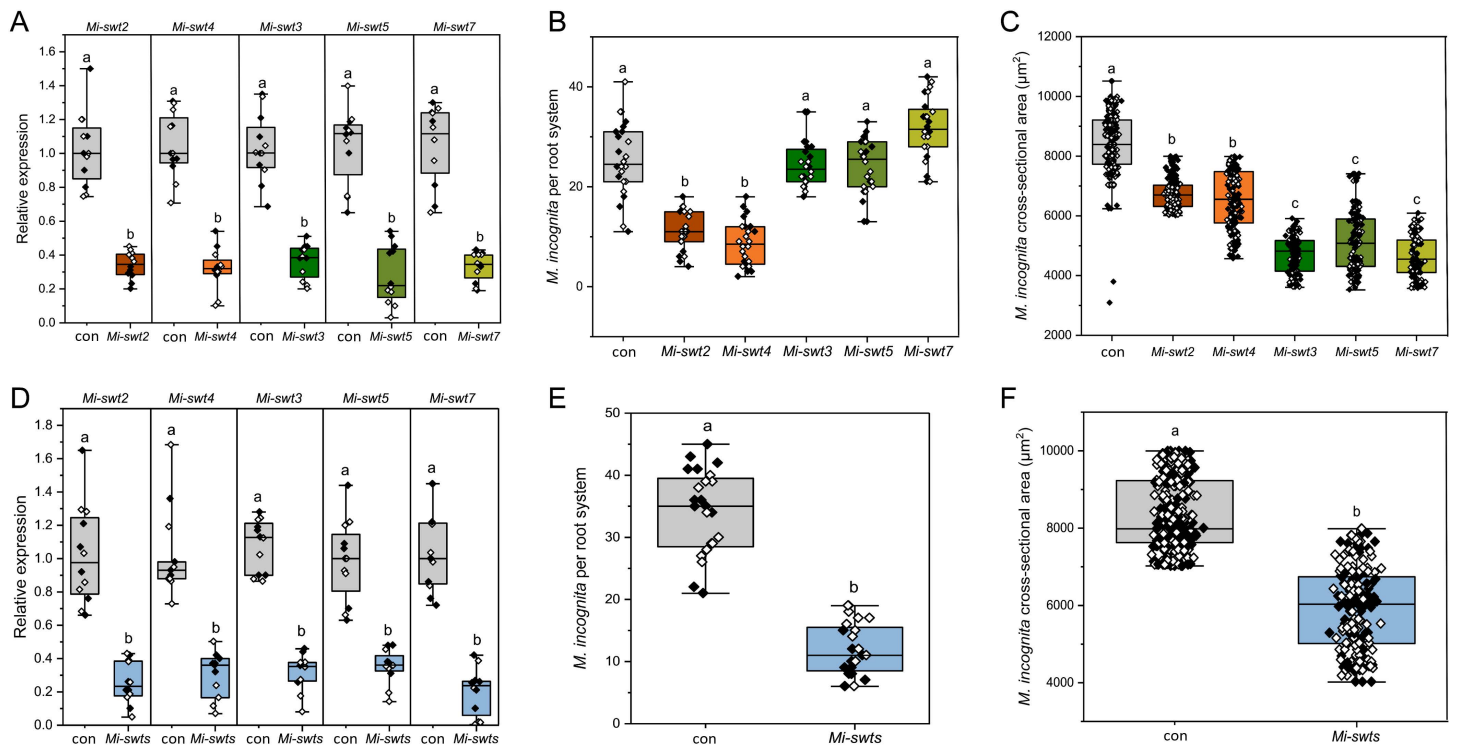 A
Mi-swt2 Mi-swt4 Mi-swt3 Mi-swt5 Mi-swt7
Relative expression
1.6
1.4
1.2
1.0
0.8
0.6
0.4
0.2
0.0
a b a b a b a b a b
con Mi-swt2 con Mi-swt4 con Mi-swt3 con Mi-swt5 con Mi-swt7
B
M. incognita per root system
40
20
0
a b b a a a
con Mi-swt2 Mi-swt4 Mi-swt3 Mi-swt5 Mi-swt7
C
M. incognita cross-sectional area (μm²)
12000
10000
8000
6000
4000
2000
a b b c c c
con Mi-swt2 Mi-swt4 Mi-swt3 Mi-swt5 Mi-swt7
D
Mi-swt2 Mi-swt4 Mi-swt3 Mi-swt5 Mi-swt7
Relative expression
1.8
1.6
1.4
1.2
1.0
0.8
0.6
0.4
0.2
0.0
a b a b a b a b a b
con Mi-swts con Mi-swts con Mi-swts con Mi-swts con Mi-swts
E
M. incognita per root system
50
40
30
20
10
0
a b
con Mi-swts
F
M. incognita cross-sectional area (μm²)
10000
8000
6000
4000
a b
con Mi-swts